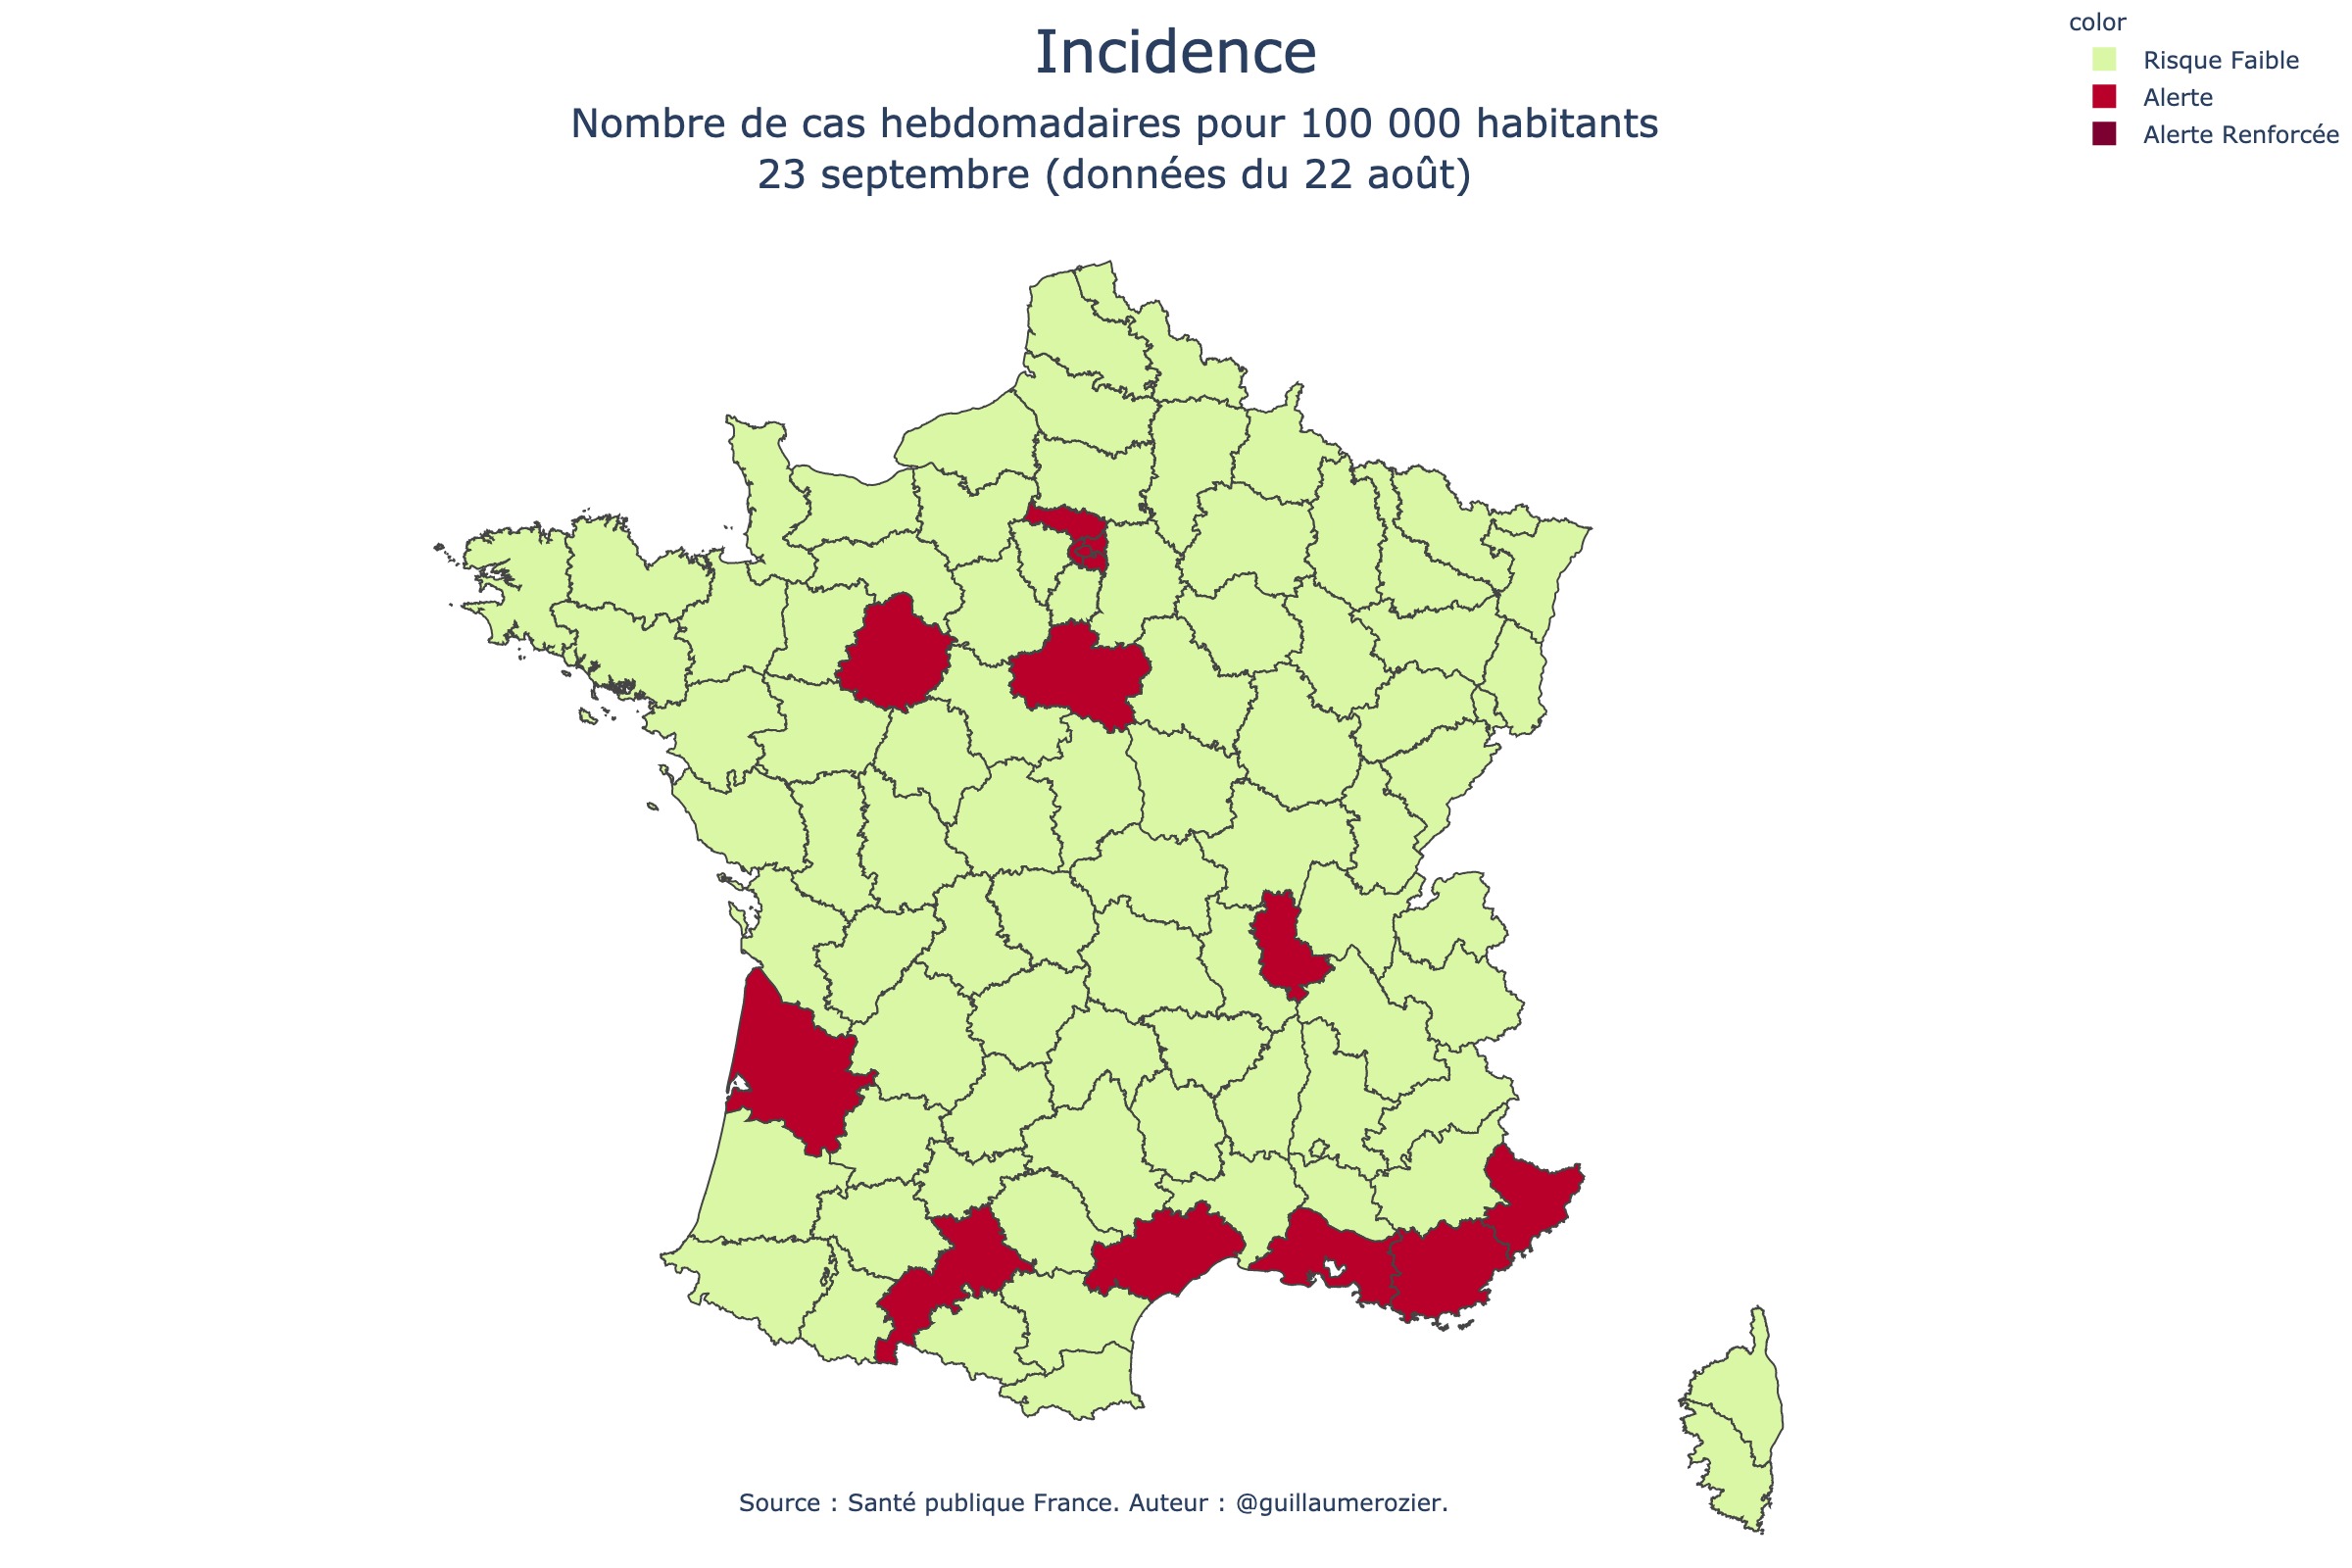 Incidence
Nombre de cas hebdomadaires pour 100 000 habitants
23 septembre (données du 22 août)
color
Risque Faible
Alerte
Alerte Renforcée
Source : Santé publique France. Auteur : @guillaumerozier.